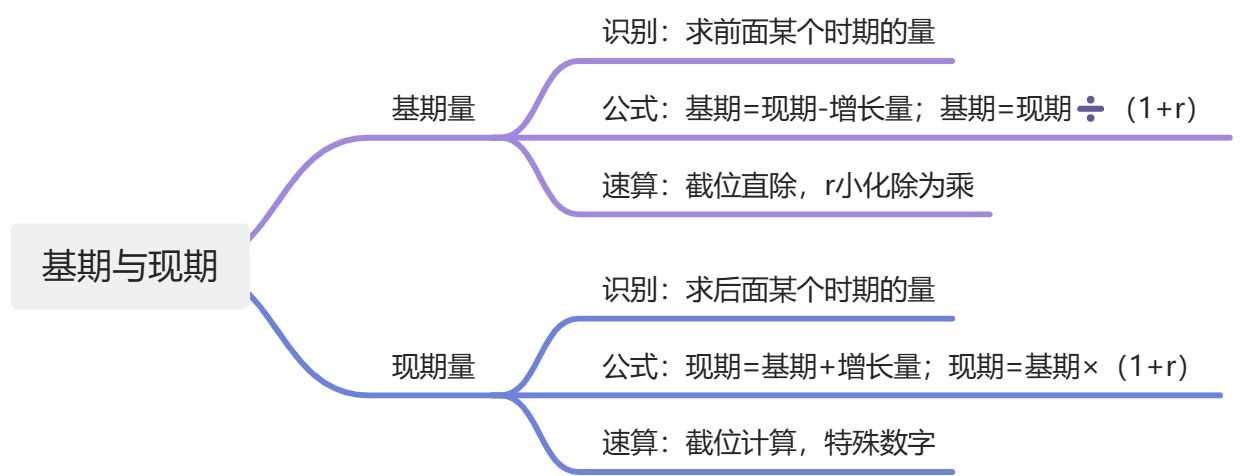 基期与现期
基期量
识别：求前面某个时期的量
公式：基期=现期-增长量；基期=现期➗（1+r）
速算：截位直除，r小化除为乘
现期量
识别：求后面某个时期的量
公式：现期=基期+增长量；现期=基期×（1+r）
速算：截位计算，特殊数字